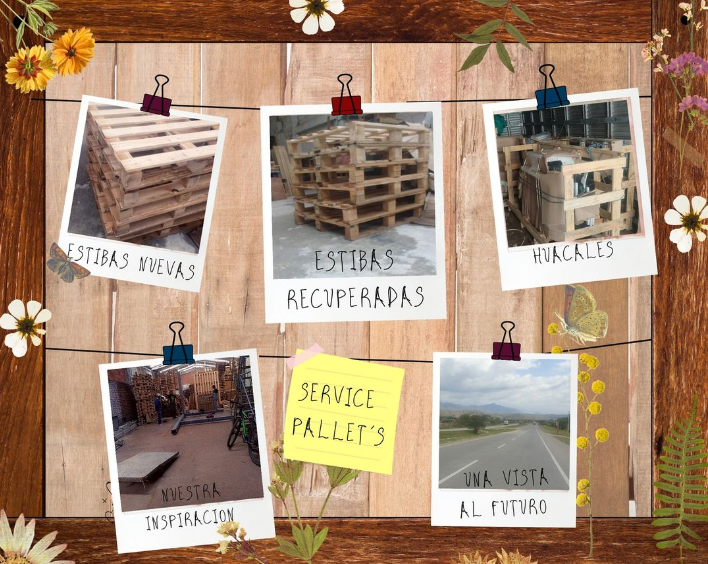 ESTIBAS NUEVAS
ESTIBAS
RECUPERADAS
HUACALES
NUESTRA
INSPIRACION
SERVICE
PALLET'S
UNA VISTA
AL FUTURO